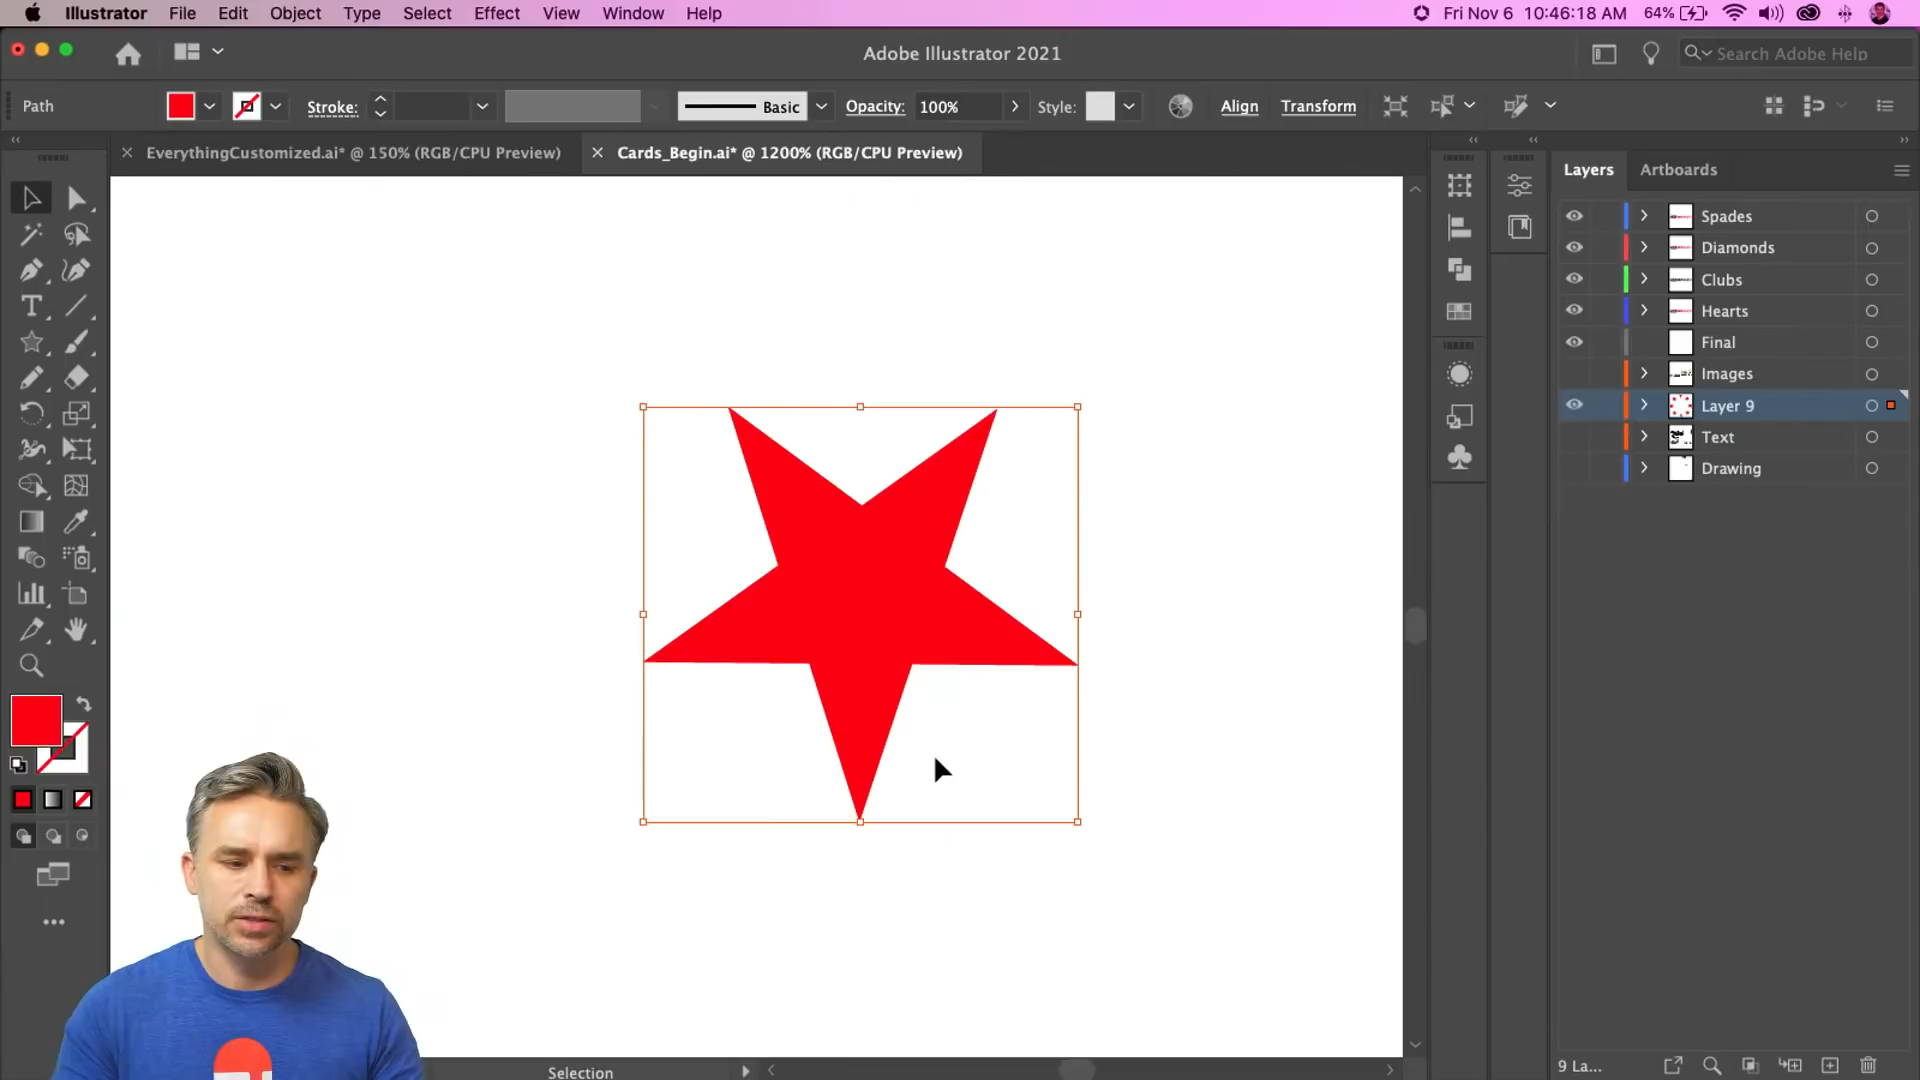 Illustrator File Edit Object Type Select Effect View Window Help
Fri Nov 6 10:46:18 AM 64%
Adobe Illustrator 2021
Search Adobe Help
Path
Stroke:
Basic
Opacity: 100%
Style:
Align
Transform
EverythingCustomized.ai* @ 150% (RGB/CPU Preview)
Cards_Begin.ai* @ 1200% (RGB/CPU Preview)
Layers
Artboards
Spades
Diamonds
Clubs
Hearts
Final
Images
Layer 9
Text
Drawing
9 La...
Selection